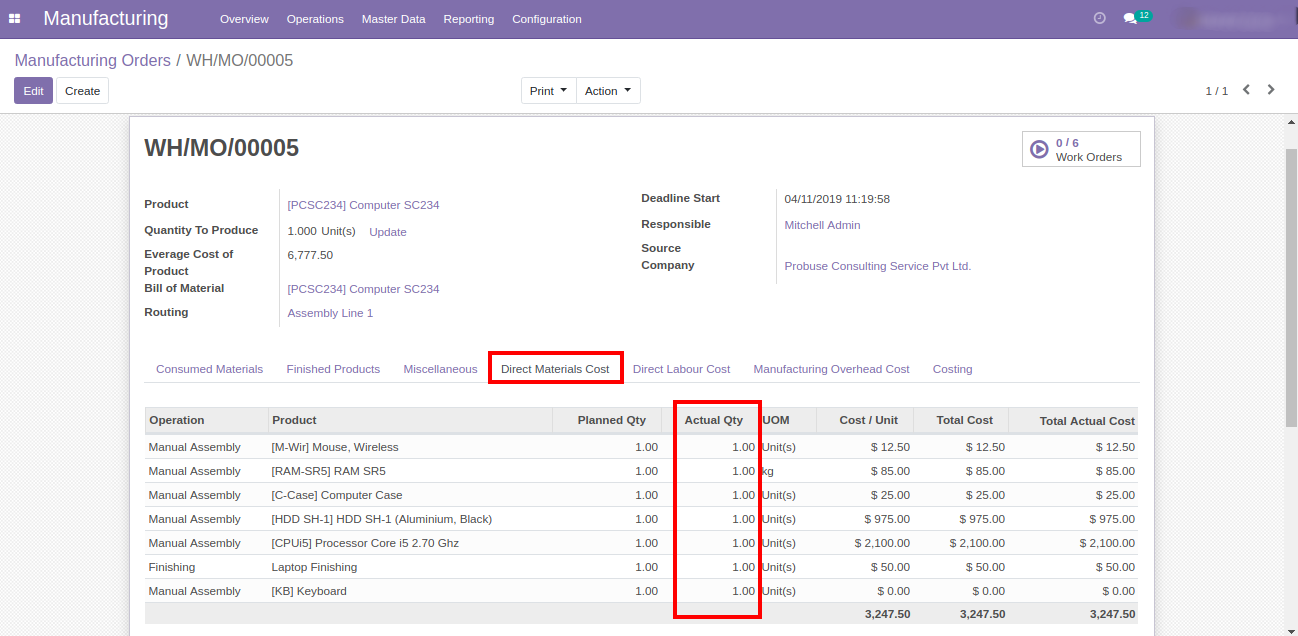 Manufacturing Overview Operations Master Data Reporting Configuration 12
Manufacturing Orders / WH/MO/00005
Edit Create Print Action 1 / 1
WH/MO/00005
0 / 6
Work Orders
Product [PCSC234] Computer SC234
Quantity To Produce 1.000 Unit(s) Update
Everage Cost of Product 6,777.50
Bill of Material [PCSC234] Computer SC234
Routing Assembly Line 1
Deadline Start 04/11/2019 11:19:58
Responsible Mitchell Admin
Source
Company Probuse Consulting Service Pvt Ltd.
Consumed Materials Finished Products Miscellaneous Direct Materials Cost Direct Labour Cost Manufacturing Overhead Cost Costing
Operation Product Planned Qty Actual Qty UOM Cost / Unit Total Cost Total Actual Cost
Manual Assembly [M-Wir] Mouse, Wireless 1.00 1.00 Unit(s) $ 12.50 $ 12.50 $ 12.50
Manual Assembly [RAM-SR5] RAM SR5 1.00 1.00 kg $ 85.00 $ 85.00 $ 85.00
Manual Assembly [C-Case] Computer Case 1.00 1.00 Unit(s) $ 25.00 $ 25.00 $ 25.00
Manual Assembly [HDD SH-1] HDD SH-1 (Aluminium, Black) 1.00 1.00 Unit(s) $ 975.00 $ 975.00 $ 975.00
Manual Assembly [CPUi5] Processor Core i5 2.70 Ghz 1.00 1.00 Unit(s) $ 2,100.00 $ 2,100.00 $ 2,100.00
Finishing Laptop Finishing 1.00 1.00 Unit(s) $ 50.00 $ 50.00 $ 50.00
Manual Assembly [KB] Keyboard 1.00 1.00 Unit(s) $ 0.00 $ 0.00 $ 0.00
3,247.50 3,247.50 3,247.50